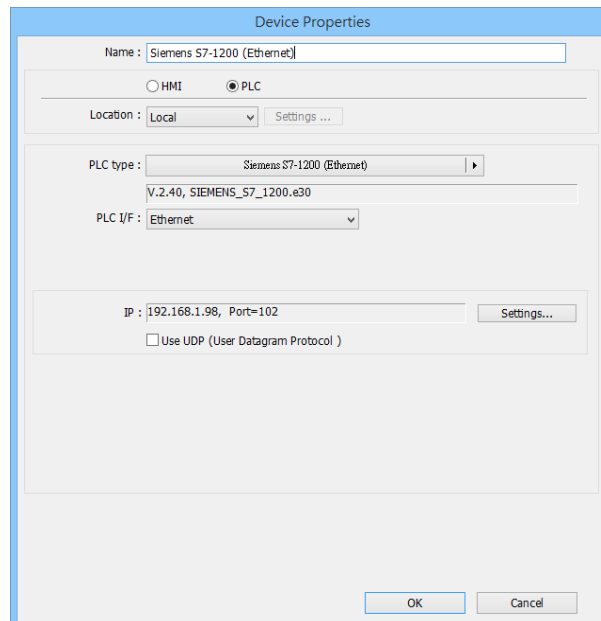 Device Properties
Name : Siemens S7-1200 (Ethernet)
HMI PLC
Location : Local Settings ...
PLC type : Siemens S7-1200 (Ethernet)
V.2.40, SIEMENS_S7_1200.e30
PLC I/F : Ethernet
IP : 192.168.1.98, Port=102 Settings...
Use UDP (User Datagram Protocol )
OK Cancel